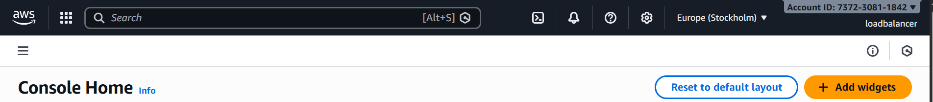 aws
Search [Alt+S]
Europe (Stockholm)
Account ID: 7372-3081-1842
loadbalancer
Console Home Info
Reset to default layout
+ Add widgets